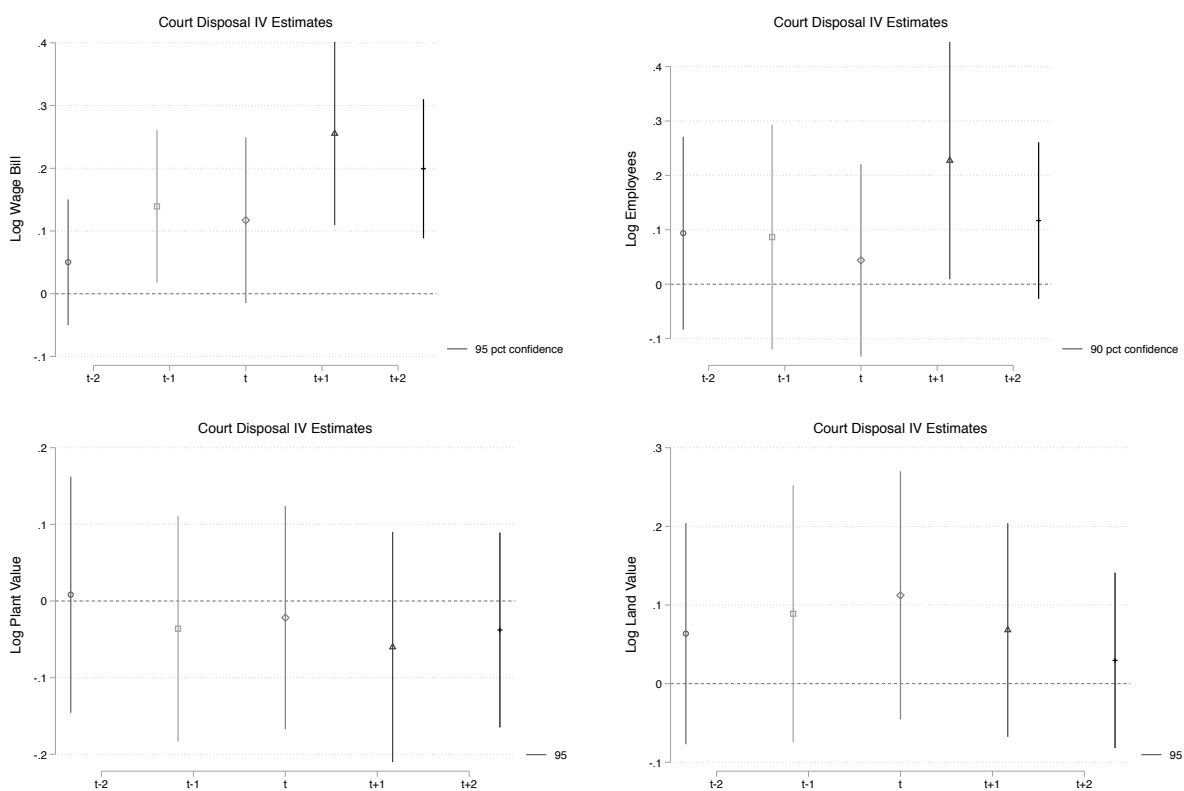 Court Disposal IV Estimates
Log Wage Bill
.4
.3
.2
.1
0
-.1
t-2 t-1 t t+1 t+2
95 pct confidence
Court Disposal IV Estimates
Log Employees
.4
.3
.2
.1
0
-.1
t-2 t-1 t t+1 t+2
90 pct confidence
Court Disposal IV Estimates
Log Plant Value
.2
.1
0
-.1
-.2
t-2 t-1 t t+1 t+2
95
Court Disposal IV Estimates
Log Land Value
.3
.2
.1
0
-.1
t-2 t-1 t t+1 t+2
95